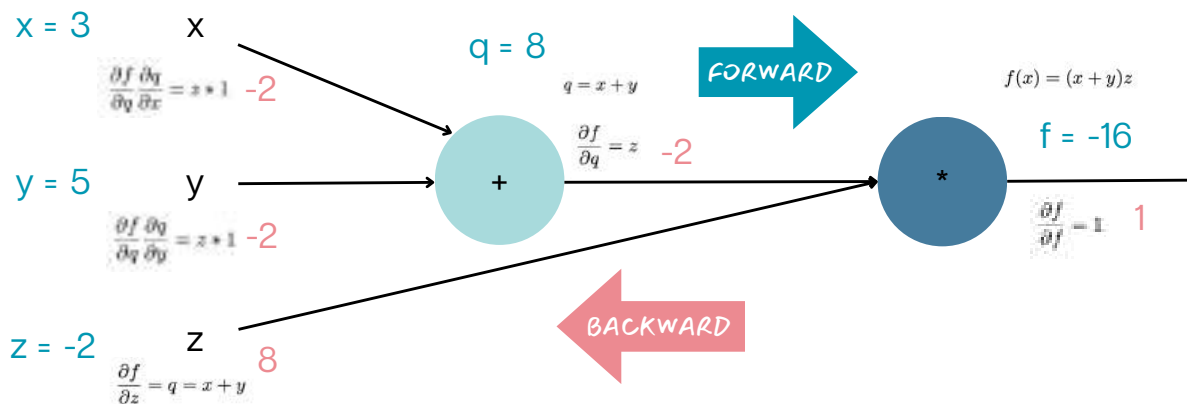 x = 3
x
q = 8
FORWARD
∂f/∂q ∂q/∂x = z * 1
-2
q = x + y
f(x) = (x + y)z
∂f/∂q = z
-2
f = -16
y = 5
y
+
*
∂f/∂q ∂q/∂y = z * 1
-2
∂f/∂f = 1
1
BACKWARD
z = -2
z
8
∂f/∂z = q = x + y